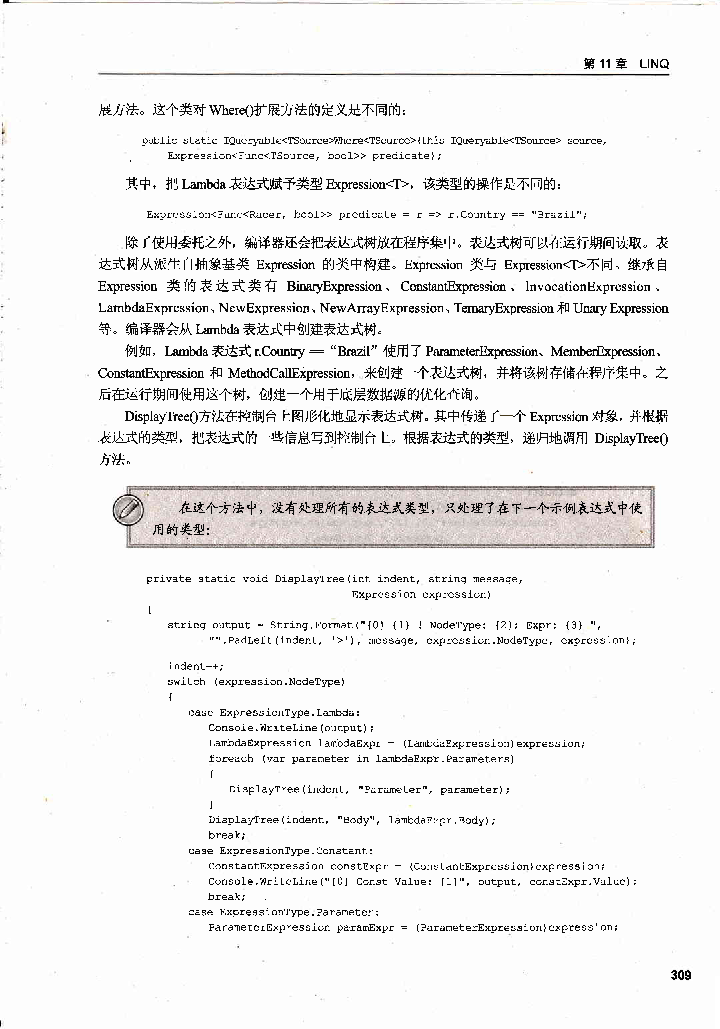 第 11 章 LINQ
展方法。这个类对 Where()扩展方法的定义是不同的：
public static IQueryable<TSource>Where<TSource>(this IQueryable<TSource> source,
Expression<Func<TSource, bool>> predicate);
其中，把 Lambda 表达式赋予类型 Expression<T>，该类型的操作是不同的：
Expression<Func<Racer, bool>> predicate = r => r.Country == "Brazil";
除了使用委托之外，编译器还会把表达式树放在程序集中。表达式树可以在运行期间读取。表
达式树从派生自抽象基类 Expression 的类中构建。Expression 类与 Expression<T>不同。继承自
Expression 类的表达式类有 BinaryExpression、ConstantExpression、InvocationExpression、
LambdaExpression、NewExpression、NewArrayExpression、TernaryExpression 和 Unary Expression
等。编译器会从 Lambda 表达式中创建表达式树。
例如，Lambda 表达式 r.Country == “Brazil”使用了 ParameterExpression、MemberExpression、
ConstantExpression 和 MethodCallExpression，来创建一个表达式树，并将该树存储在程序集中。之
后在运行期间使用这个树，创建一个用于底层数据源的优化查询。
DisplayTree()方法在控制台上图形化地显示表达式树。其中传递了一个 Expression 对象，并根据
表达式的类型，把表达式的一些信息写到控制台上。根据表达式的类型，递归地调用 DisplayTree()
方法。
在这个方法中，没有处理所有的表达式类型，只处理了在下一个示例表达式中使
用的类型：
private static void DisplayTree(int indent, string message,
Expression expression)
{
string output = String.Format("{0} {1} ! NodeType: {2}; Expr: {3} ",
"".PadLeft(indent, '>'), message, expression.NodeType, expression);
indent++;
switch (expression.NodeType)
{
case ExpressionType.Lambda:
Console.WriteLine(output);
LambdaExpression lambdaExpr = (LambdaExpression)expression;
foreach (var parameter in lambdaExpr.Parameters)
{
DisplayTree(indent, "Parameter", parameter);
}
DisplayTree(indent, "Body", lambdaExpr.Body);
break;
case ExpressionType.Constant:
ConstantExpression constExpr = (ConstantExpression)expression;
Console.WriteLine("{0} Const Value: {1}", output, constExpr.Value);
break;
case ExpressionType.Parameter:
ParameterExpression paramExpr = (ParameterExpression)expression;
309